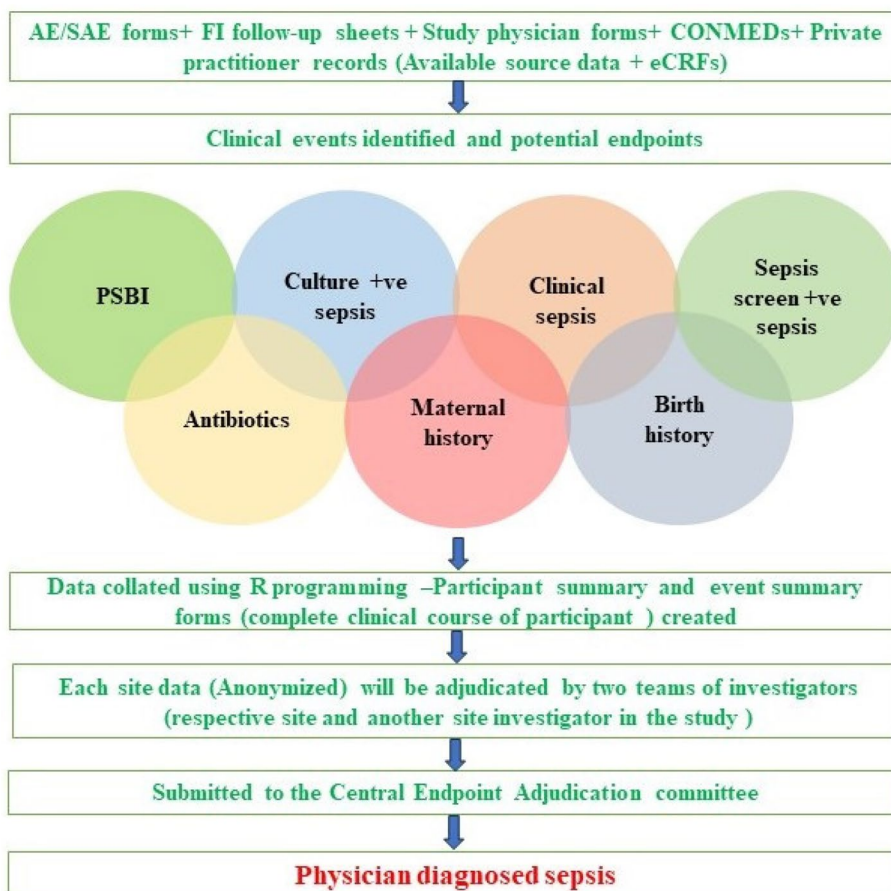 AE/SAE forms+ FI follow-up sheets + Study physician forms+ CONMEDs+ Private
practitioner records (Available source data + eCRFs)
Clinical events identified and potential endpoints
PSBI
Culture +ve
sepsis
Clinical
sepsis
Sepsis
screen +ve
sepsis
Antibiotics
Maternal
history
Birth
history
Data collated using R programming –Participant summary and event summary
forms (complete clinical course of participant ) created
Each site data (Anonymized) will be adjudicated by two teams of investigators
(respective site and another site investigator in the study )
Submitted to the Central Endpoint Adjudication committee
Physician diagnosed sepsis